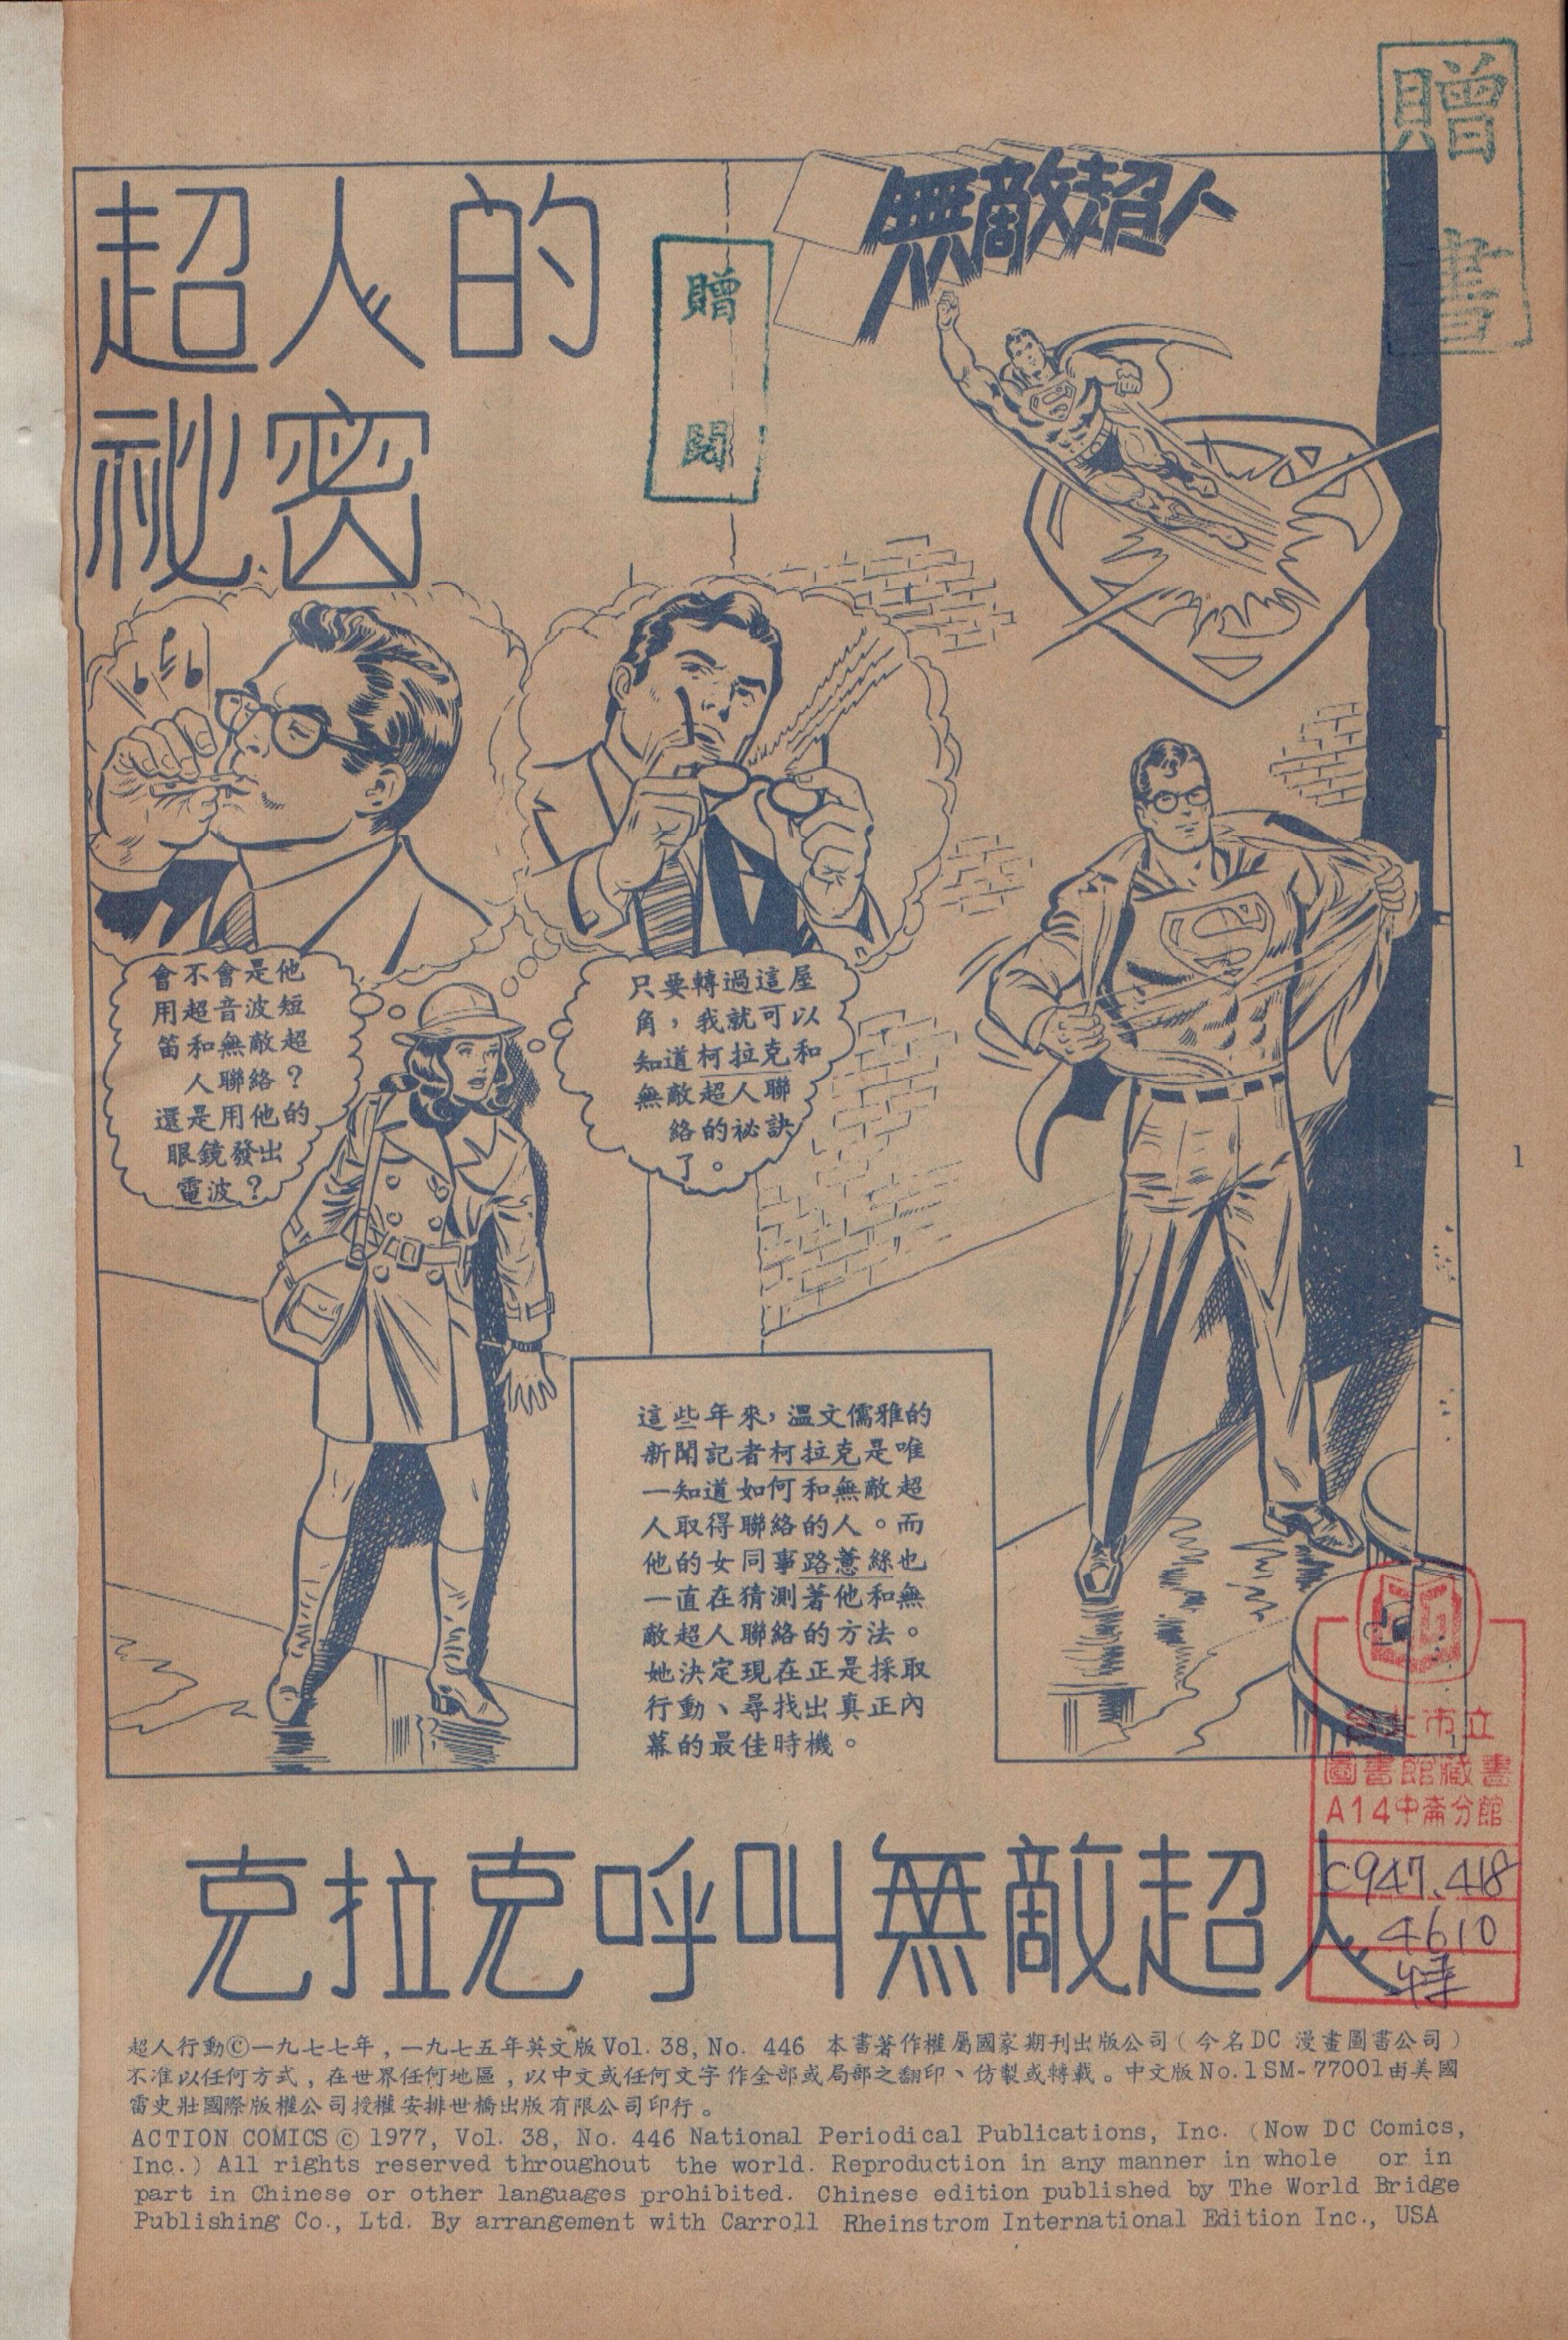 贈
書
超人的
祕密
無敵超人
贈
閱
會不會是他
用超音波短
笛和無敵超
人聯絡？
還是用他的
眼鏡發出
電波？
只要轉過這屋
角，我就可以
知道柯拉克和
無敵超人聯
絡的祕訣
了。
1
這些年來，溫文儒雅的
新聞記者柯拉克是唯
一知道如何和無敵超
人取得聯絡的人。而
他的女同事路薏絲也
一直在猜測著他和無
敵超人聯絡的方法。
她決定現在正是採取
行動、尋找出真正內
幕的最佳時機。
台北市立
圖書館藏書
A14中崙分館
C947.418
4610
特
克拉克呼叫無敵超人
超人行動©一九七七年，一九七五年英文版Vol. 38, No. 446 本書著作權屬國家期刊出版公司（今名DC 漫畫圖書公司）
不准以任何方式，在世界任何地區，以中文或任何文字作全部或局部之翻印、仿製或轉載。中文版No.1SM-77001由美國
雷史壯國際版權公司授權安排世橋出版有限公司印行。
ACTION COMICS © 1977, Vol. 38, No. 446 National Periodical Publications, Inc. (Now DC Comics,
Inc.) All rights reserved throughout the world. Reproduction in any manner in whole or in
part in Chinese or other languages prohibited. Chinese edition published by The World Bridge
Publishing Co., Ltd. By arrangement with Carroll Rheinstrom International Edition Inc., USA